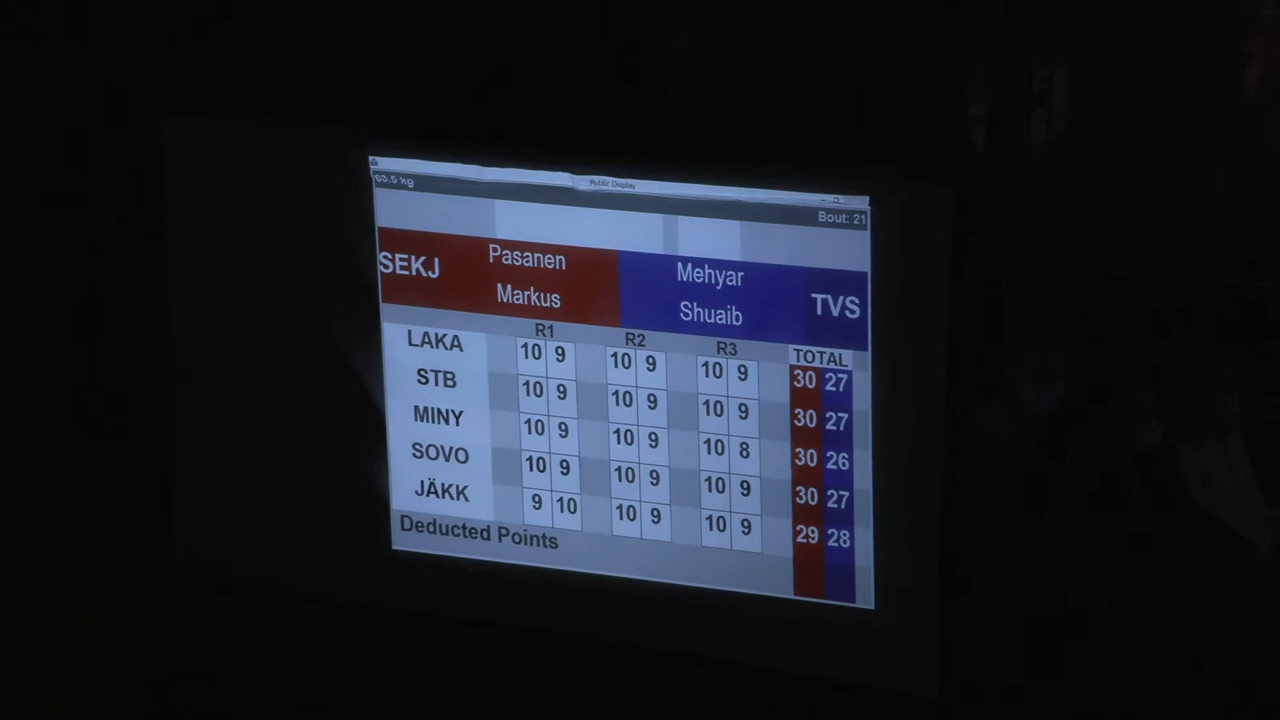 Public Display
63.5 kg
Bout: 21
SEKJ Pasanen Markus
Mehyar Shuaib TVS
R1 R2 R3 TOTAL
LAKA 10 9 10 9 10 9 30 27
STB 10 9 10 9 10 9 30 27
MINY 10 9 10 9 10 8 30 26
SOVO 10 9 10 9 10 9 30 27
JÄKK 9 10 10 9 10 9 29 28
Deducted Points